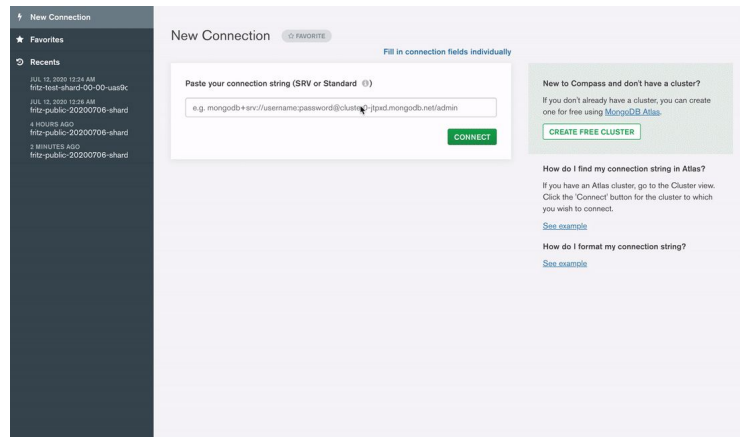 New Connection
Favorites
Recents
JUL 12, 2020 12:24 AM
fritz-test-shard-00-00-uas9c
JUL 12, 2020 12:26 AM
fritz-public-20200706-shard
4 HOURS AGO
fritz-public-20200706-shard
2 MINUTES AGO
fritz-public-20200706-shard
New Connection
FAVORITE
Fill in connection fields individually
Paste your connection string (SRV or Standard )
e.g. mongodb+srv://username:password@cluster0-jtpxd.mongodb.net/admin
CONNECT
New to Compass and don't have a cluster?
If you don't already have a cluster, you can create
one for free using MongoDB Atlas.
CREATE FREE CLUSTER
How do I find my connection string in Atlas?
If you have an Atlas cluster, go to the Cluster view.
Click the 'Connect' button for the cluster to which
you wish to connect.
See example
How do I format my connection string?
See example